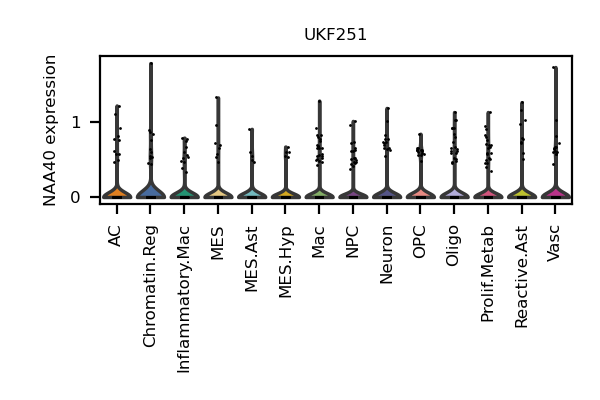 UKF251
NAA40 expression
1
0
AC
Chromatin.Reg
Inflammatory.Mac
MES
MES.Ast
MES.Hyp
Mac
NPC
Neuron
OPC
Oligo
Prolif.Metab
Reactive.Ast
Vasc